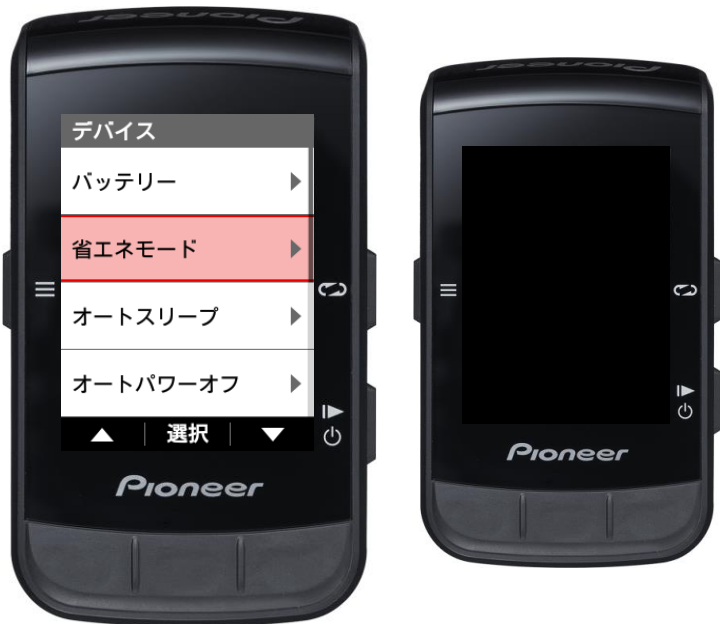 Pioneer
デバイス
バッテリー
省エネモード
オートスリープ
オートパワーオフ
選択
Pioneer
Pioneer
Pioneer